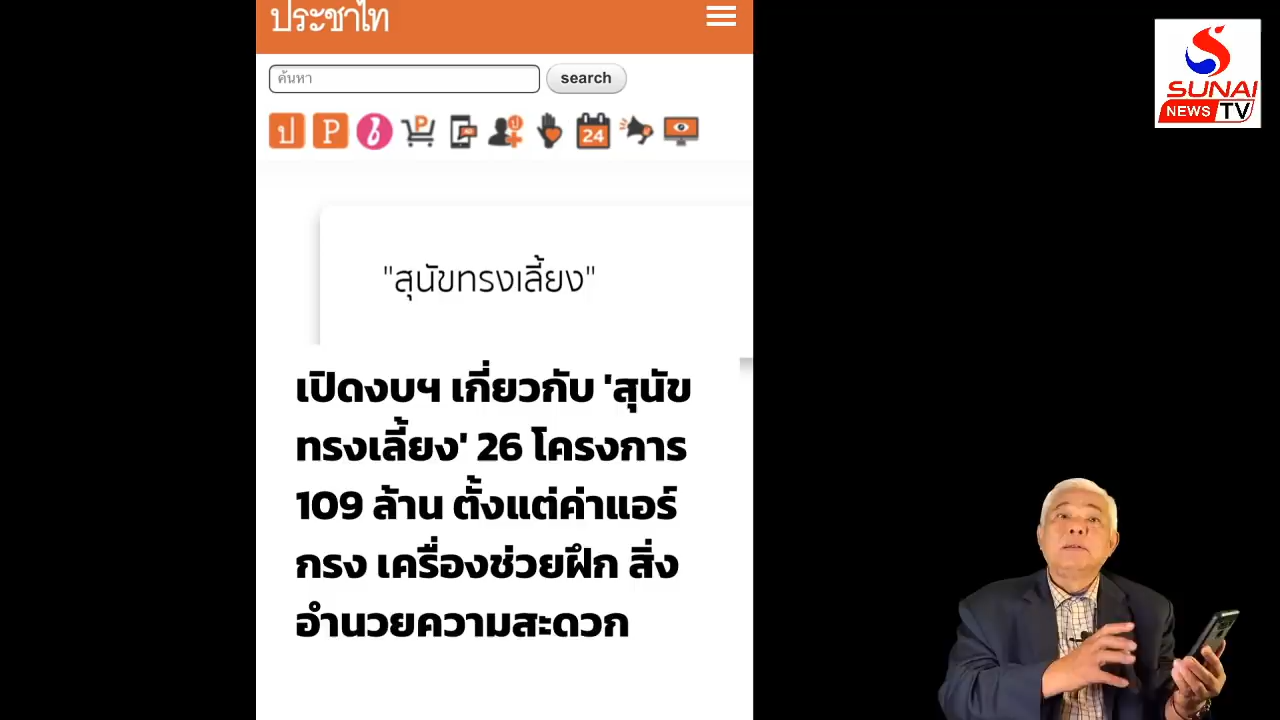 ประชาไท
ค้นหา
search
ป
P
P
24
SUNAI
NEWS TV
"สุนัขทรงเลี้ยง"
เปิดงบฯ เกี่ยวกับ 'สุนัข
ทรงเลี้ยง' 26 โครงการ
109 ล้าน ตั้งแต่ค่าแอร์
กรง เครื่องช่วยฝึก สิ่ง
อำนวยความสะดวก